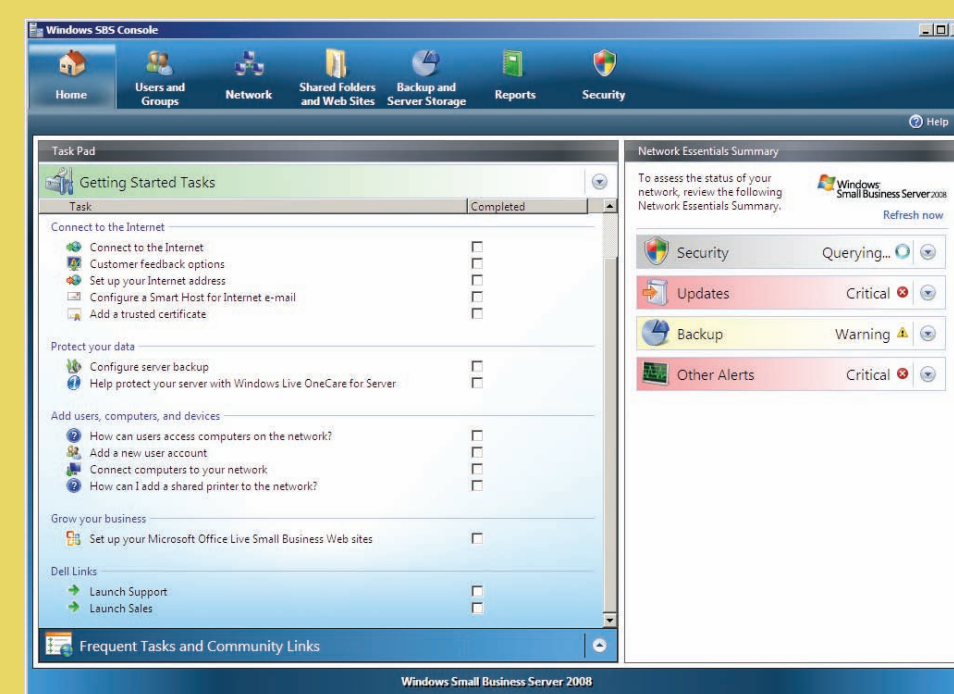 Windows SBS Console
Home
Users and
Groups
Network
Shared Folders
and Web Sites
Backup and
Server Storage
Reports
Security
Help
Task Pad
Getting Started Tasks
Task Completed
Connect to the Internet
Connect to the Internet
Customer feedback options
Set up your Internet address
Configure a Smart Host for Internet e-mail
Add a trusted certificate
Protect your data
Configure server backup
Help protect your server with Windows Live OneCare for Server
Add users, computers, and devices
How can users access computers on the network?
Add a new user account
Connect computers to your network
How can I add a shared printer to the network?
Grow your business
Set up your Microsoft Office Live Small Business Web sites
Dell Links
Launch Support
Launch Sales
Frequent Tasks and Community Links
Network Essentials Summary
To assess the status of your
network, review the following
Network Essentials Summary.
Windows
Small Business Server 2008
Refresh now
Security Querying...
Updates Critical
Backup Warning
Other Alerts Critical
Windows Small Business Server 2008